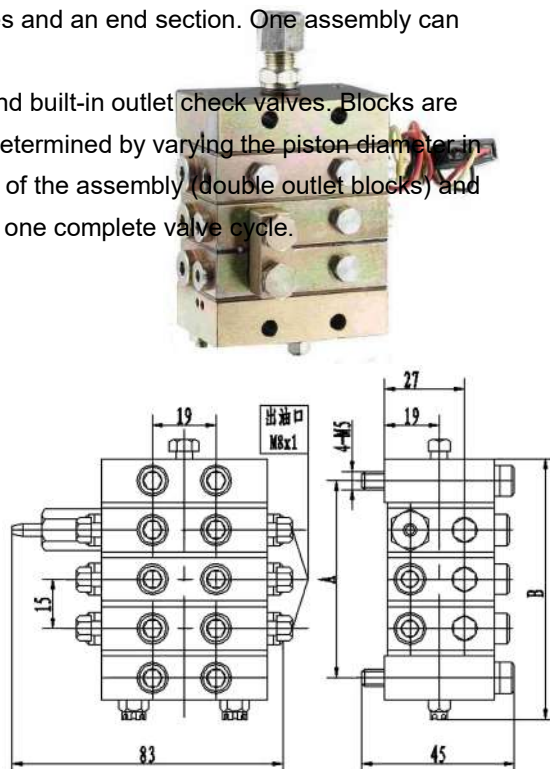 es and an end section. One assembly can
nd built-in outlet check valves. Blocks are
etermined by varying the piston diameter in
of the assembly (double outlet blocks) and
one complete valve cycle.
27
19
19
出油口
M8x1
4-M5
15
A
B
83
45